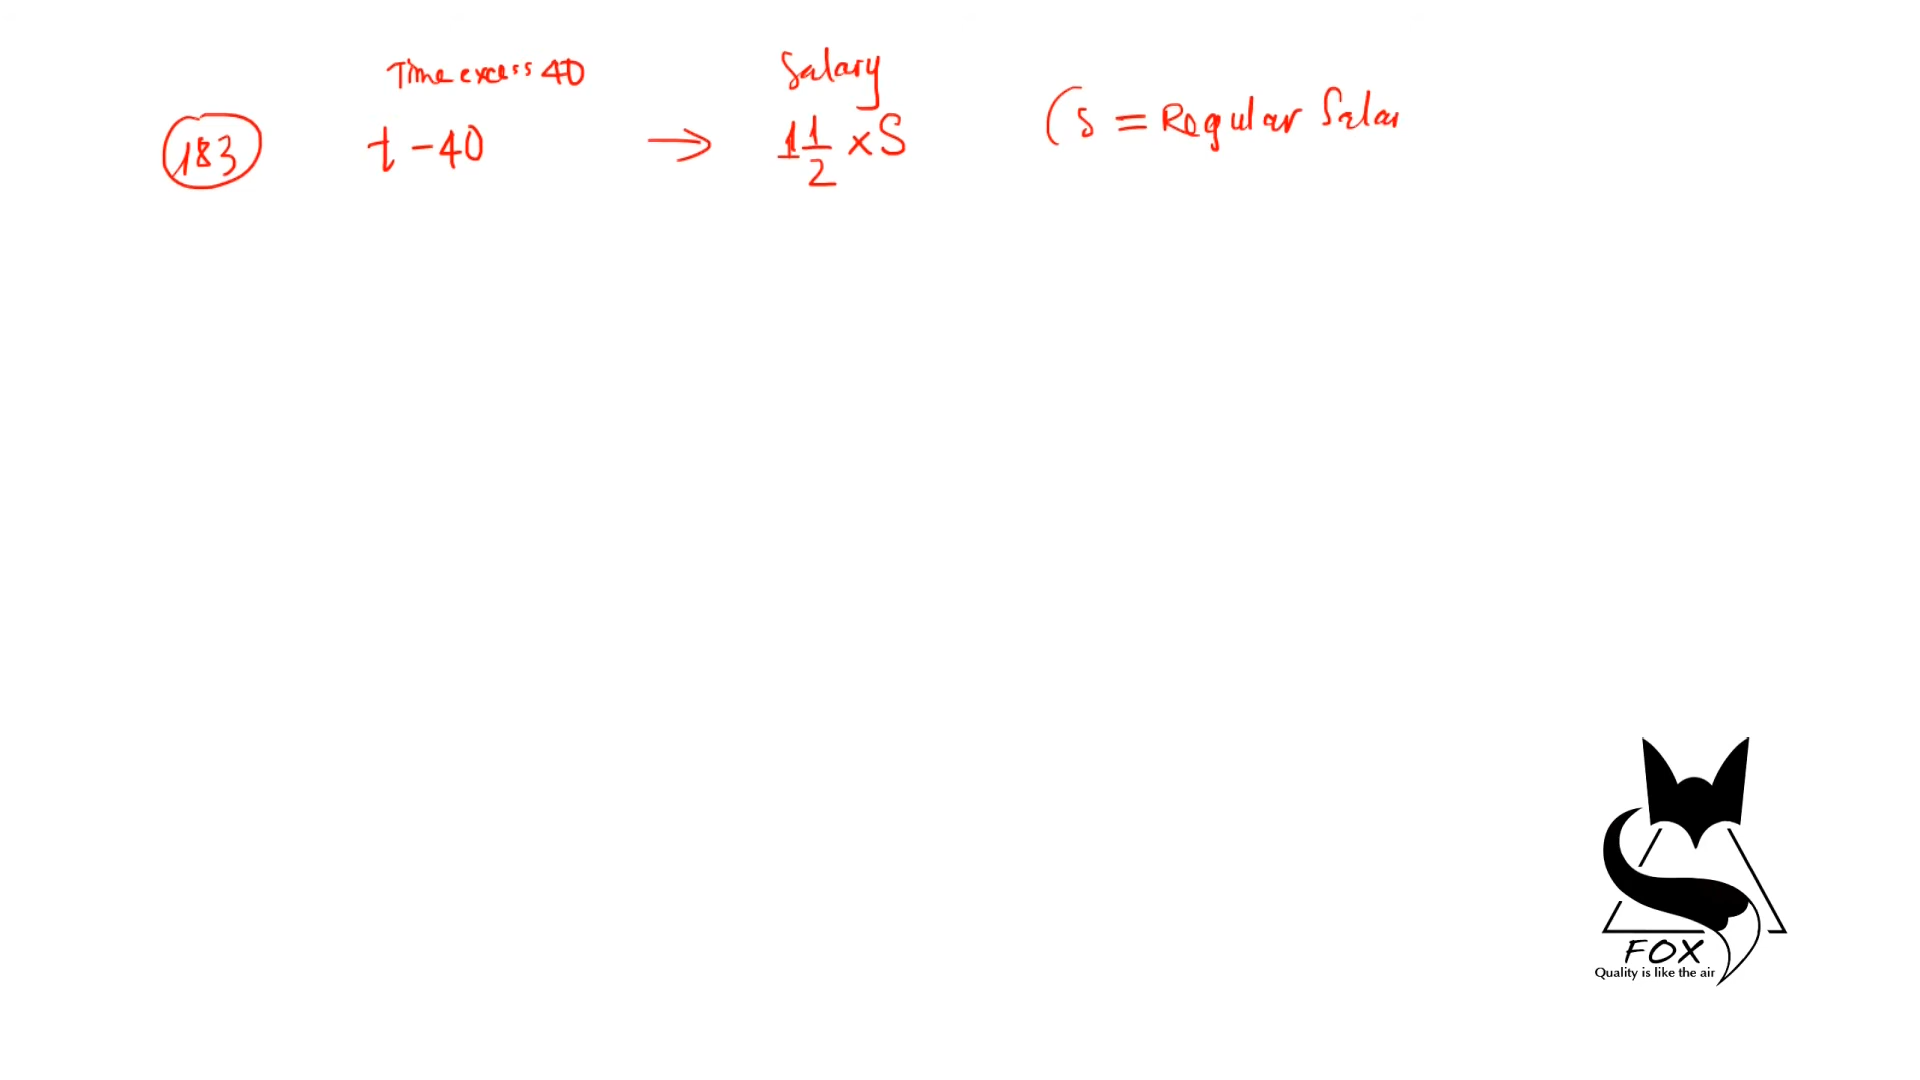 Time excess 40 Salary
(183) t - 40 → 1 1/2 × S (S = Regular Salar
FOX
Quality is like the air